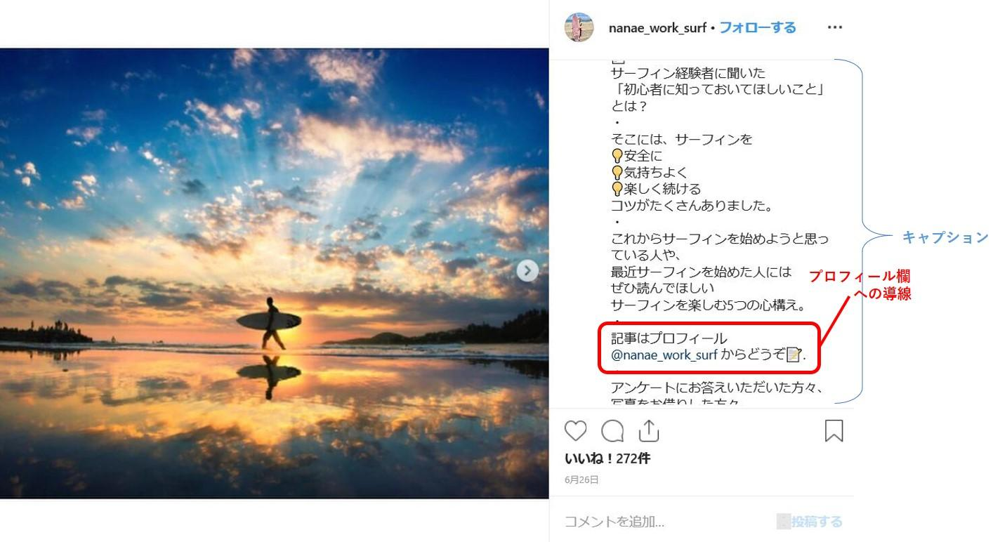 nanae_work_surf • フォローする
サーフィン経験者に聞いた
「初心者に知っておいてほしいこと」
とは？
・
そこには、サーフィンを
💡安全に
💡気持ちよく
💡楽しく続ける
コツがたくさんありました。
・
これからサーフィンを始めようと思っ
ている人や、
最近サーフィンを始めた人には
ぜひ読んでほしい
サーフィンを楽しむ5つの心構え。
・
記事はプロフィール
@nanae_work_surf からどうぞ📝.
アンケートにお答えいただいた方々、
写真をお借りした方々
キャプション
プロフィール欄
への導線
いいね！272件
6月26日
コメントを追加...
投稿する